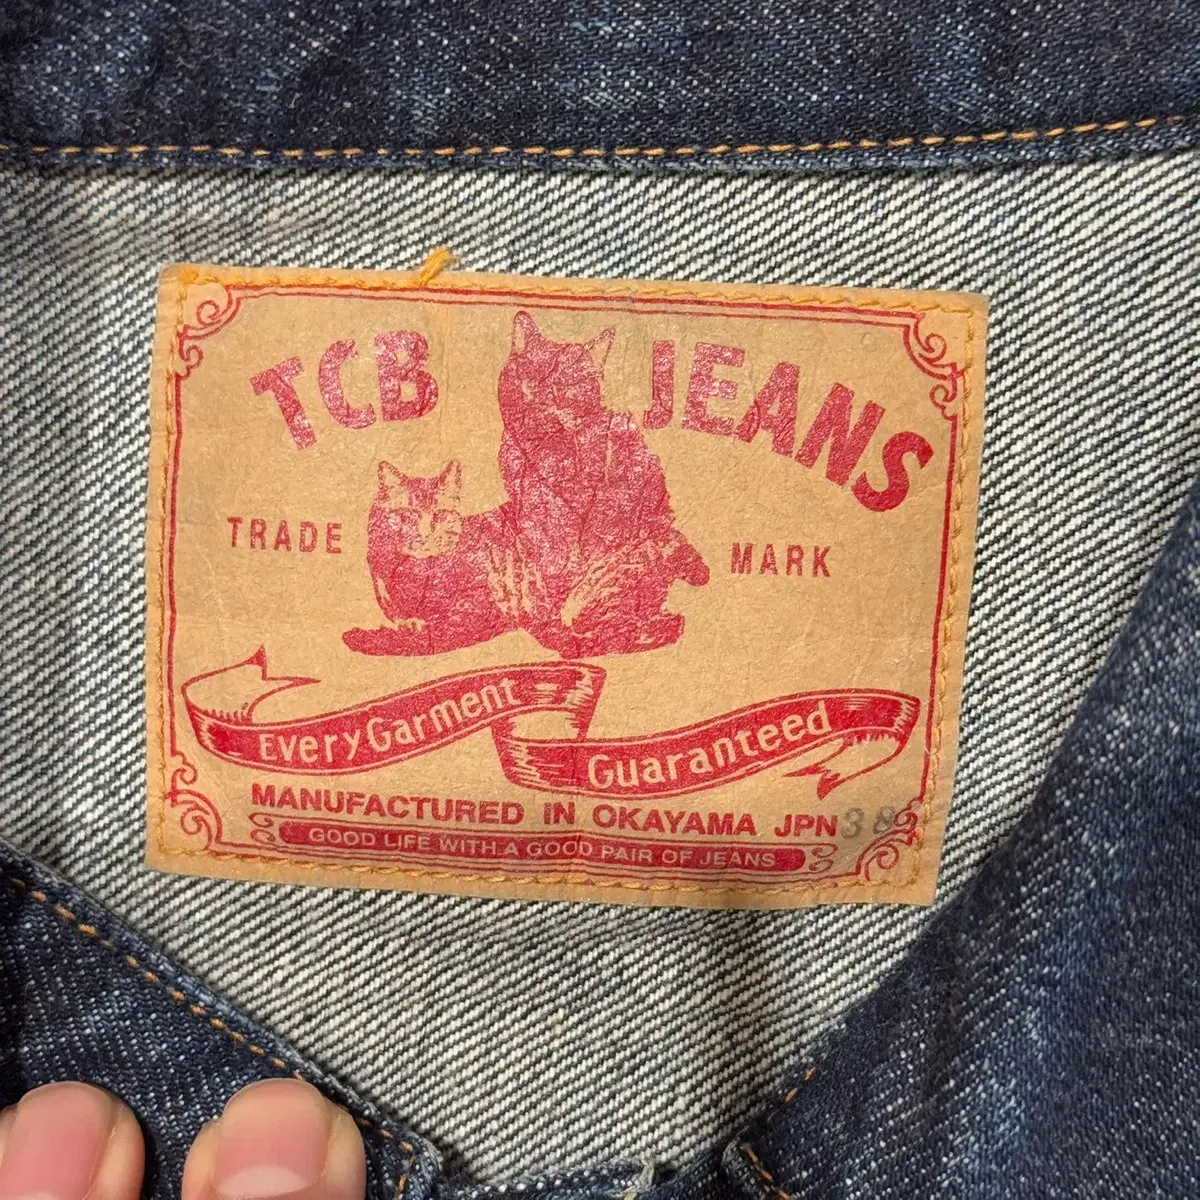 TCB JEANS
TRADE MARK
Every Garment Guaranteed
MANUFACTURED IN OKAYAMA JPN 38
GOOD LIFE WITH A GOOD PAIR OF JEANS